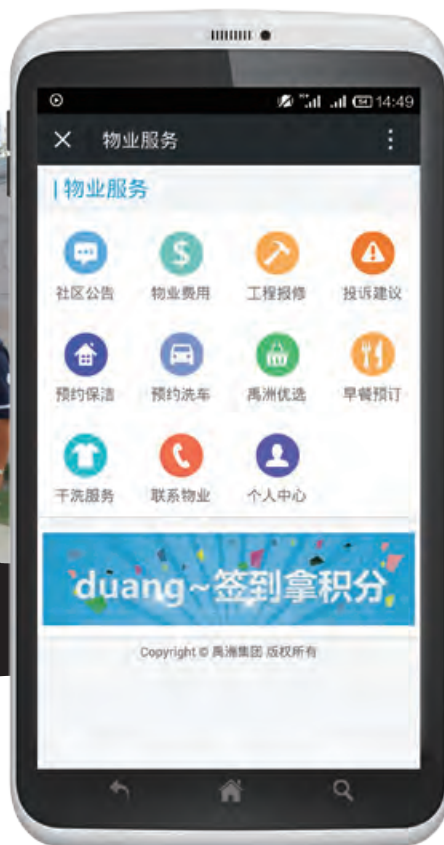 54 14:49
物业服务
物业服务
社区公告 物业费用 工程报修 投诉建议
预约保洁 预约洗车 禹洲优选 早餐预订
干洗服务 联系物业 个人中心
duang~签到拿积分
Copyright © 禹洲集团 版权所有